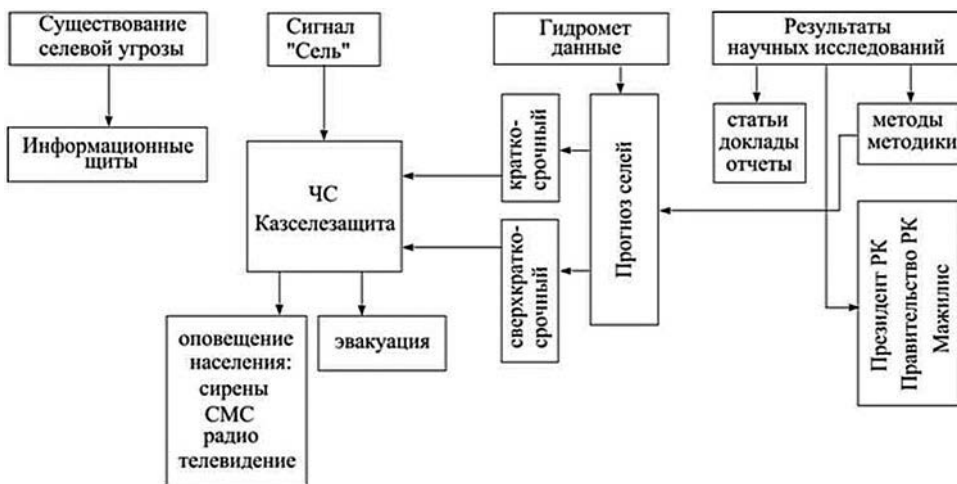 Существование
селевой угрозы
Информационные
щиты
Сигнал
"Сель"
ЧС
Казселезащита
оповещение
населения:
сирены
СМС
радио
телевидение
эвакуация
Гидромет
данные
кратко-
срочный
сверхкратко-
срочный
Прогноз селей
Результаты
научных исследований
статьи
доклады
отчеты
методы
методики
Президент РК
Правительство РК
Мажилис